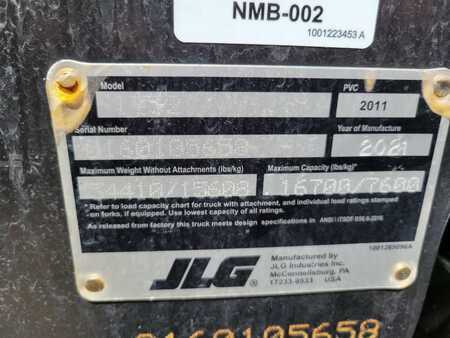 NMB-002
1001223453 A
Model
PVC
2011
Serial Number
Year of Manufacture
0160105658
2021
Maximum Weight Without Attachments (lbs/kg)
Maximum Capacity (lbs/kg)*
34410/15608
16700/7600
*Refer to load capacity chart for truck with attachment, and individual load ratings stamped
on forks, if equipped. Use lowest capacity of all ratings.
As released from factory this truck meets design specifications in ANSI / ITSDF B56.6-2016
1001269096A
JLG®
Manufactured by
JLG Industries Inc.
McConnellsburg, PA
17233-9533 USA
0160105658